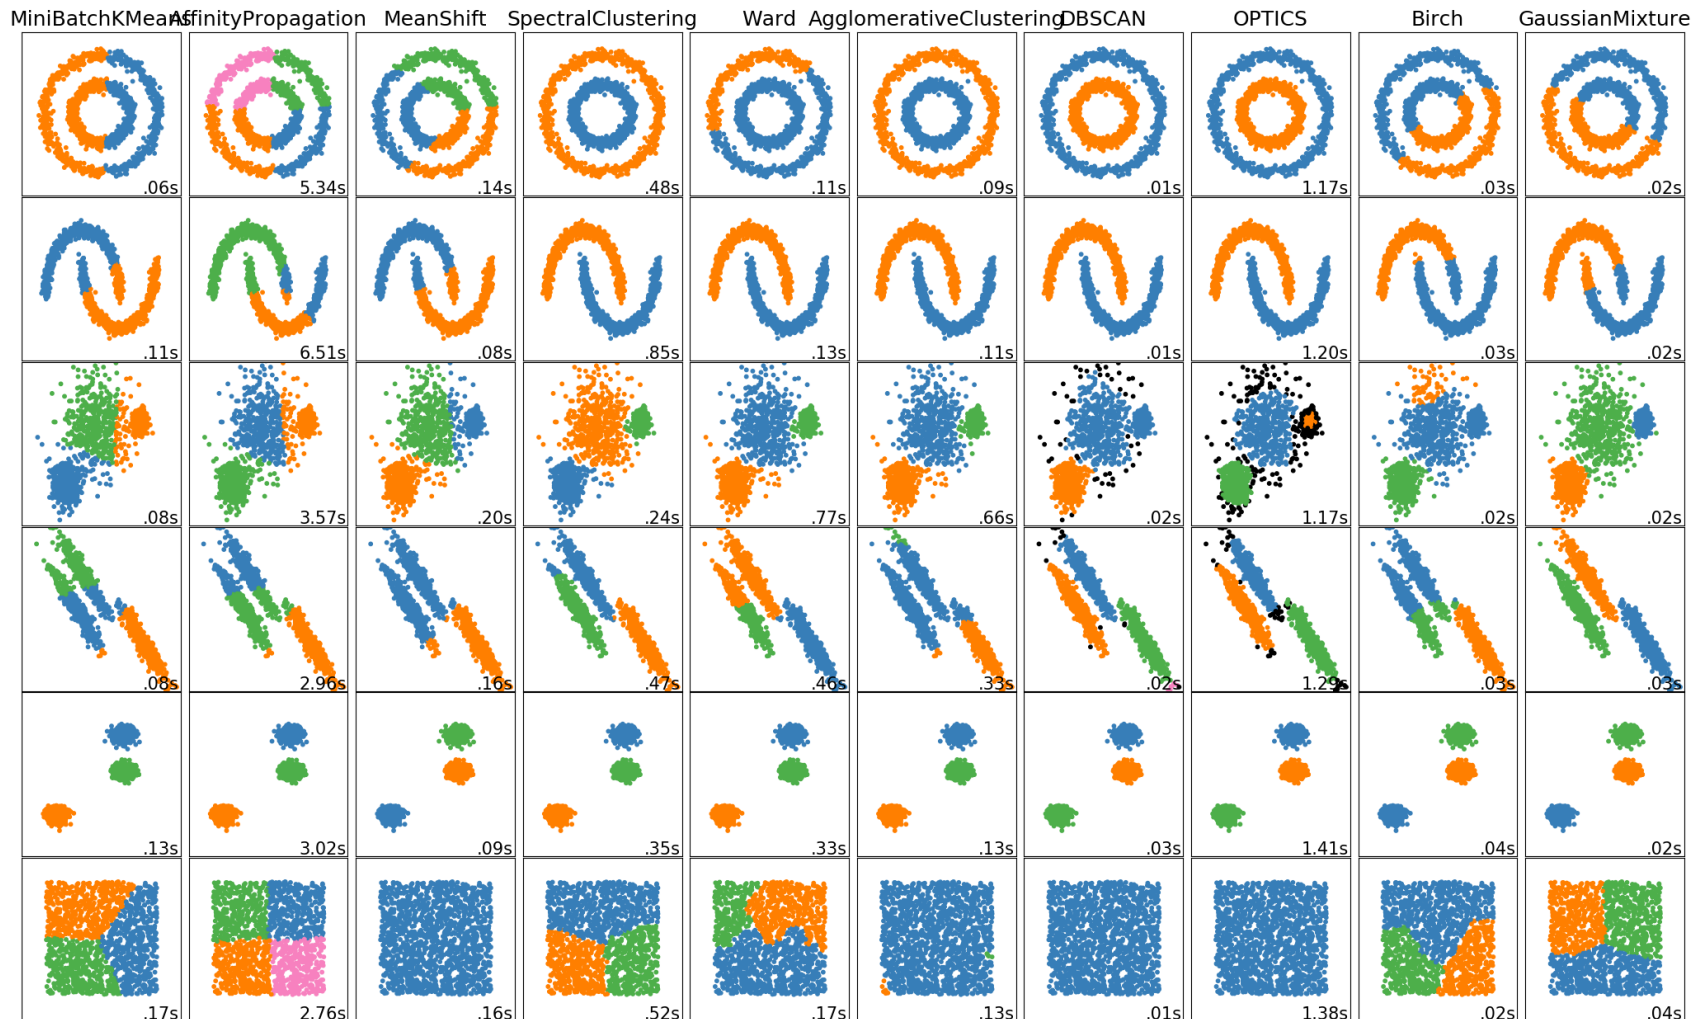 MiniBatchKMeans AffinityPropagation MeanShift SpectralClustering Ward AgglomerativeClustering DBSCAN OPTICS Birch GaussianMixture
.06s 5.34s .14s .48s .11s .09s .01s 1.17s .03s .02s
.11s 6.51s .08s .85s .13s .11s .01s 1.20s .03s .02s
.08s 3.57s .20s .24s .77s .66s .02s 1.17s .02s .02s
.08s 2.96s .16s .47s .46s .33s .02s 1.29s .03s .03s
.13s 3.02s .09s .35s .33s .13s .03s 1.41s .04s .02s
.17s 2.76s .16s .52s .17s .13s .01s 1.38s .02s .04s